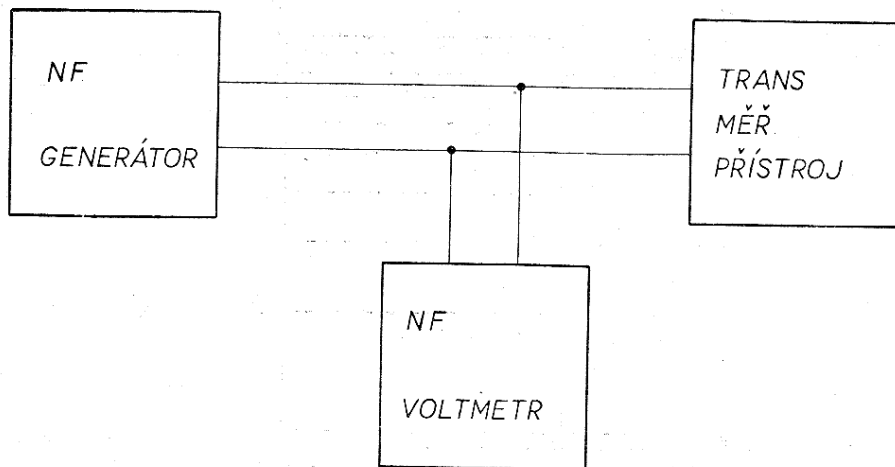 NF
GENERÁTOR
TRANS
MĚŘ
PŘÍSTROJ
NF
VOLTMETR